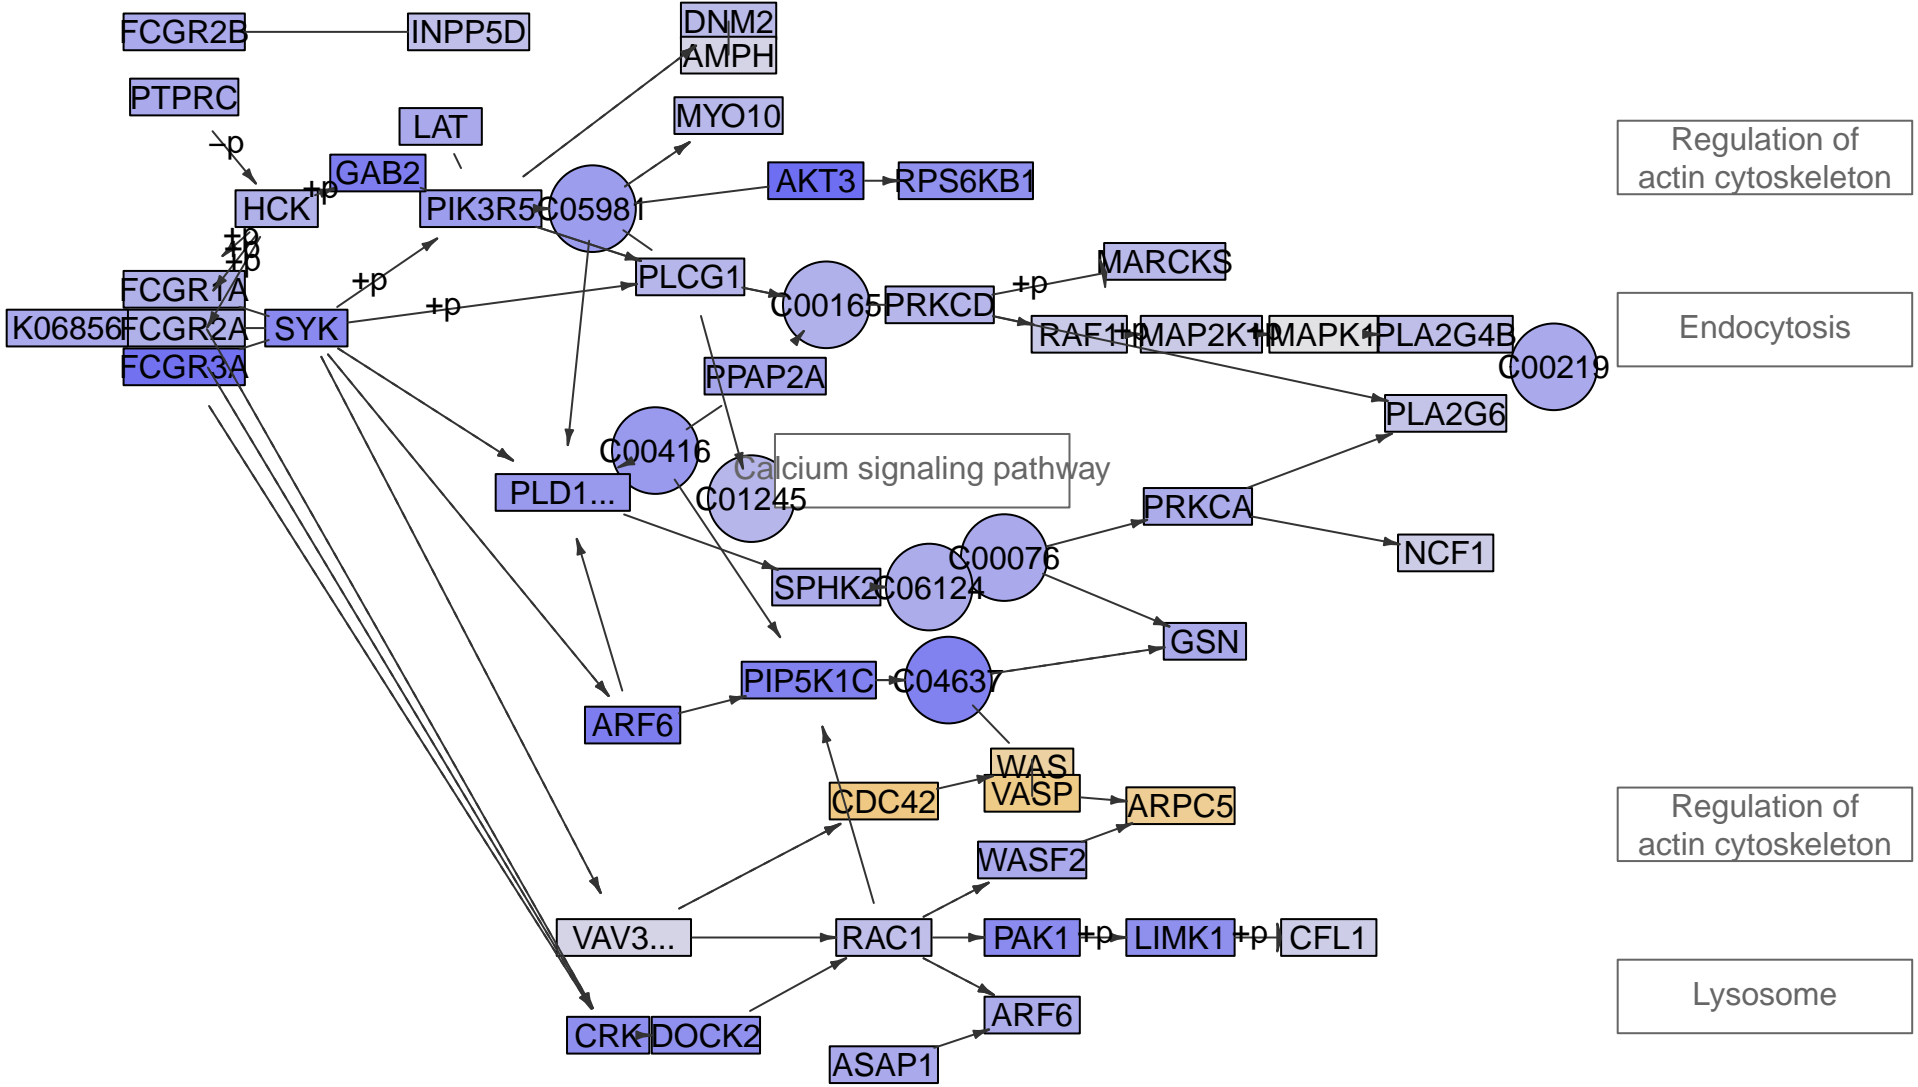 FCGR2B
INPP5D
DNM2
AMPH
PTPRC
LAT
MYO10
Regulation of
actin cytoskeleton
–p
GAB2
+p
AKT3
RPS6KB1
HCK
PIK3R5
C05981
+p
+p
+p
MARCKS
FCGR1A
+p
PLCG1
+p
C00165
PRKCD
+p
K06856
FCGR2A
SYK
RAF1
+p
MAP2K1
+p
MAPK1
PLA2G4B
Endocytosis
FCGR3A
PPAP2A
C00219
PLA2G6
C00416
Calcium signaling pathway
PLD1...
C01245
PRKCA
C00076
NCF1
SPHK2
C06124
GSN
PIP5K1C
C04637
ARF6
WAS
VASP
CDC42
ARPC5
Regulation of
actin cytoskeleton
WASF2
VAV3...
RAC1
PAK1
+p
LIMK1
+p
CFL1
Lysosome
ARF6
CRK
DOCK2
ASAP1